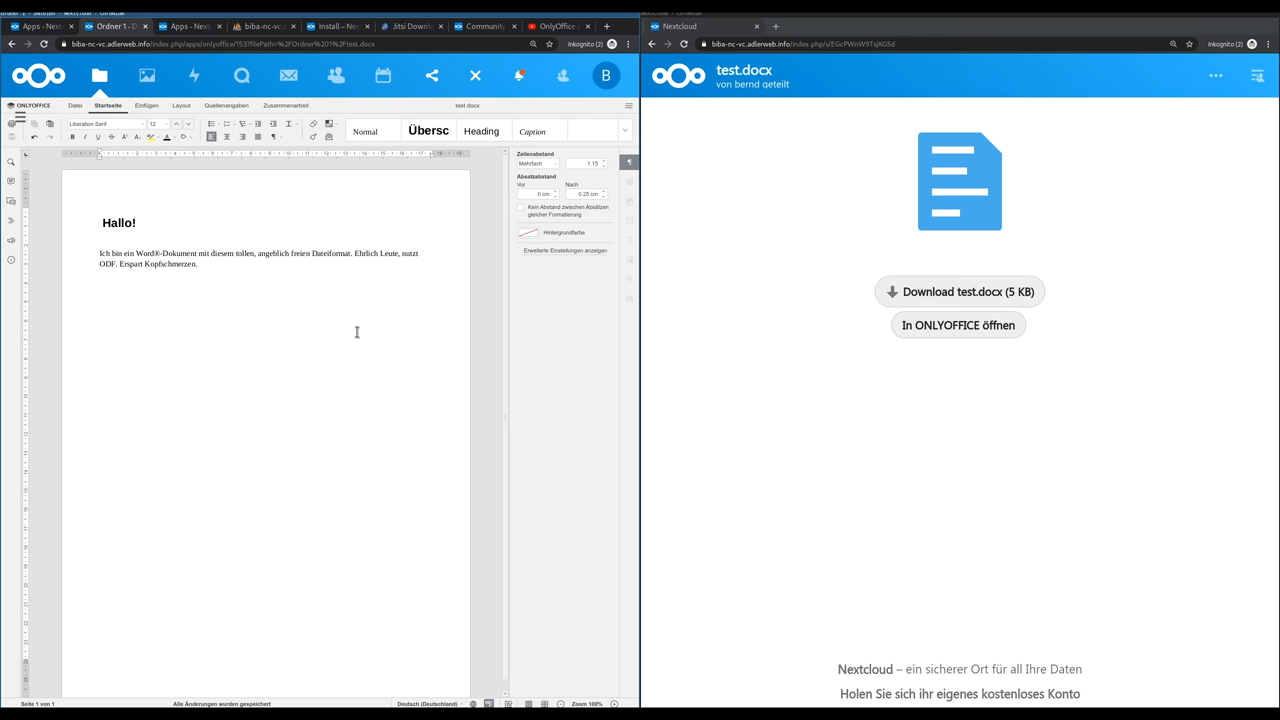 Apps - Nex
Ordner 1 - D
Apps - Next
biba-nc-vc.
Install – Ne
Jitsi Downl
Community
OnlyOffice
biba-nc-vc.adlerweb.info/index.php/apps/onlyoffice/153?filePath=%2FOrdner%201%2Ftest.docx
Inkognito (2)
B
ONLYOFFICE
Datei
Startseite
Einfügen
Layout
Quellenangaben
Zusammenarbeit
test.docx
Liberation Serif
12
Normal
Übersc
Heading
Caption
Hallo!
Ich bin ein Word®-Dokument mit diesem tollen, angeblich freien Dateiformat. Ehrlich Leute, nutzt
ODF. Erspart Kopfschmerzen.
Zeilenabstand
Mehrfach
1.15
Absatzabstand
Vor
Nach
0 cm
0.25 cm
Kein Abstand zwischen Absätzen
gleicher Formatierung
Hintergrundfarbe
Erweiterte Einstellungen anzeigen
Seite 1 von 1
Alle Änderungen wurden gespeichert
Deutsch (Deutschland)
Zoom 100%
Nextcloud
biba-nc-vc.adlerweb.info/index.php/s/EGcPWnW9TsjXG5d
Inkognito (2)
test.docx
von bernd geteilt
Download test.docx (5 KB)
In ONLYOFFICE öffnen
Nextcloud – ein sicherer Ort für all Ihre Daten
Holen Sie sich ihr eigenes kostenloses Konto